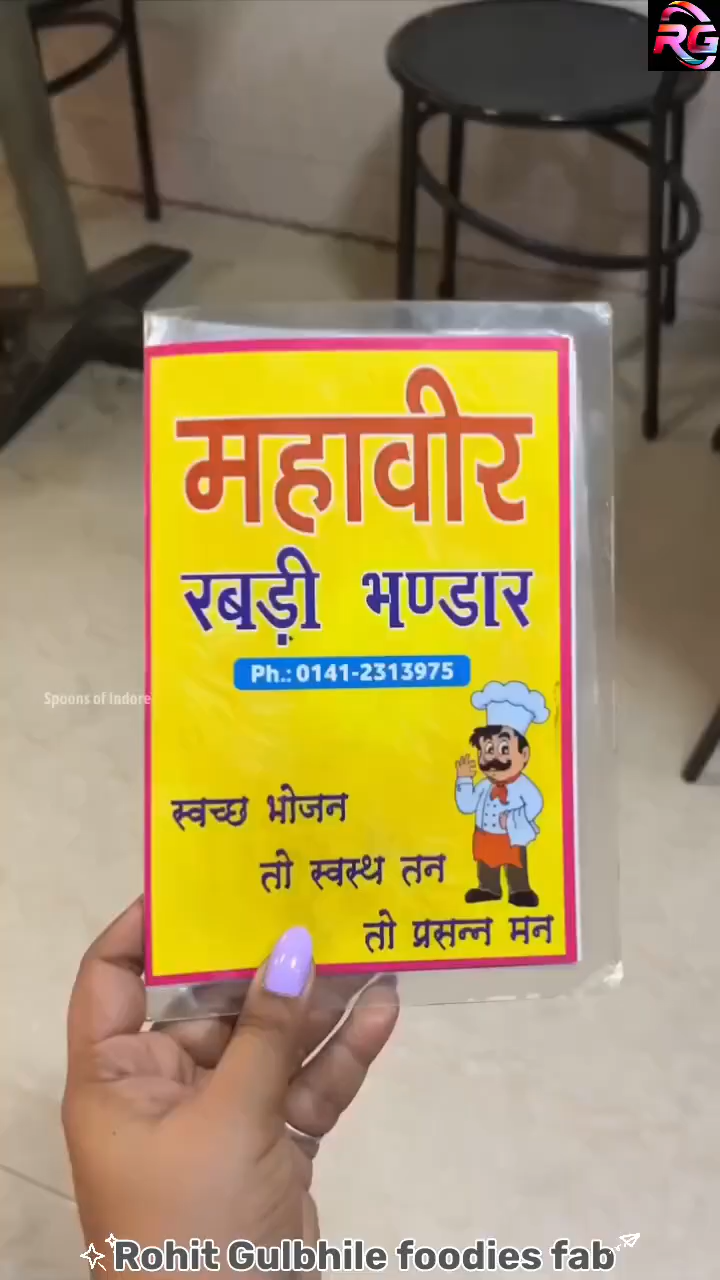 RG
महावीर
रबड़ी भण्डार
Ph.: 0141-2313975
Spoons of Indore
स्वच्छ भोजन
तो स्वस्थ तन
तो प्रसन्न मन
Rohit Gulbhile foodies fab